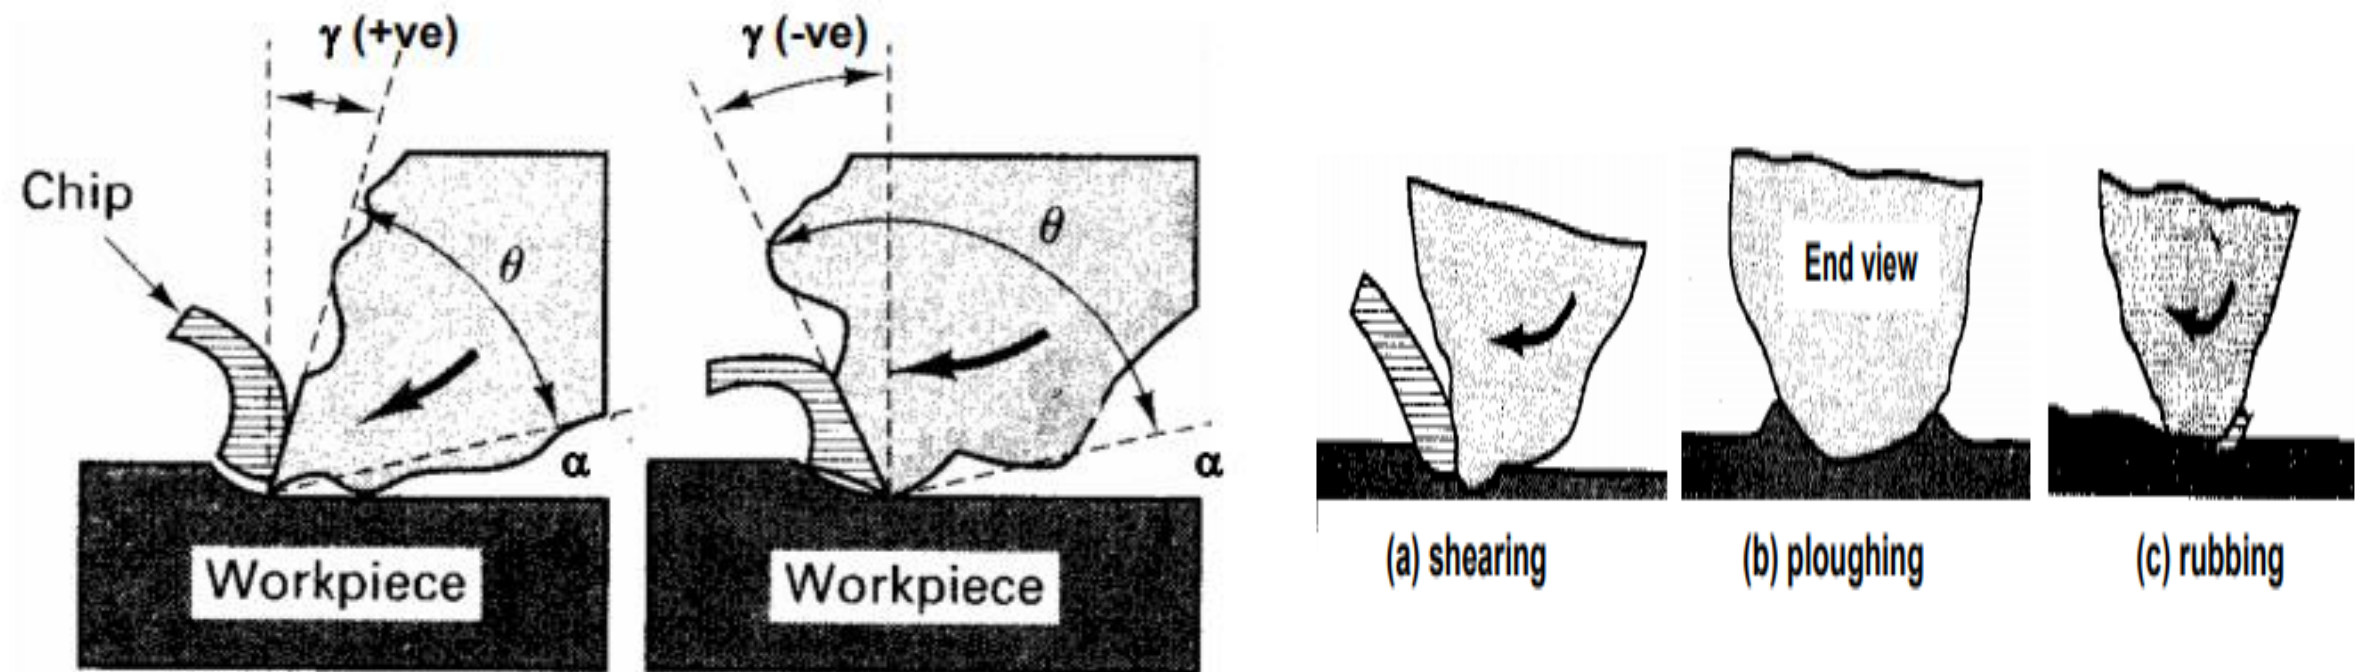 γ (+ve)
γ (-ve)
Chip
θ
θ
α
α
Workpiece
Workpiece
End view
(a) shearing
(b) ploughing
(c) rubbing